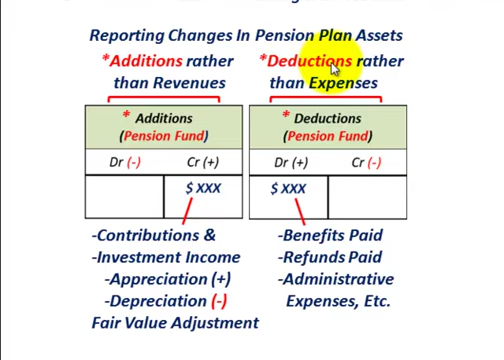 Reporting Changes In Pension Plan Assets
*Additions rather than Revenues
*Deductions rather than Expenses
* Additions (Pension Fund)
* Deductions (Pension Fund)
Dr (-) Cr (+) Dr (+) Cr (-)
$ XXX $ XXX
-Contributions &
-Investment Income
Appreciation (+)
-Depreciation (-)
Fair Value Adjustment
-Benefits Paid
-Refunds Paid
-Administrative
Expenses, Etc.